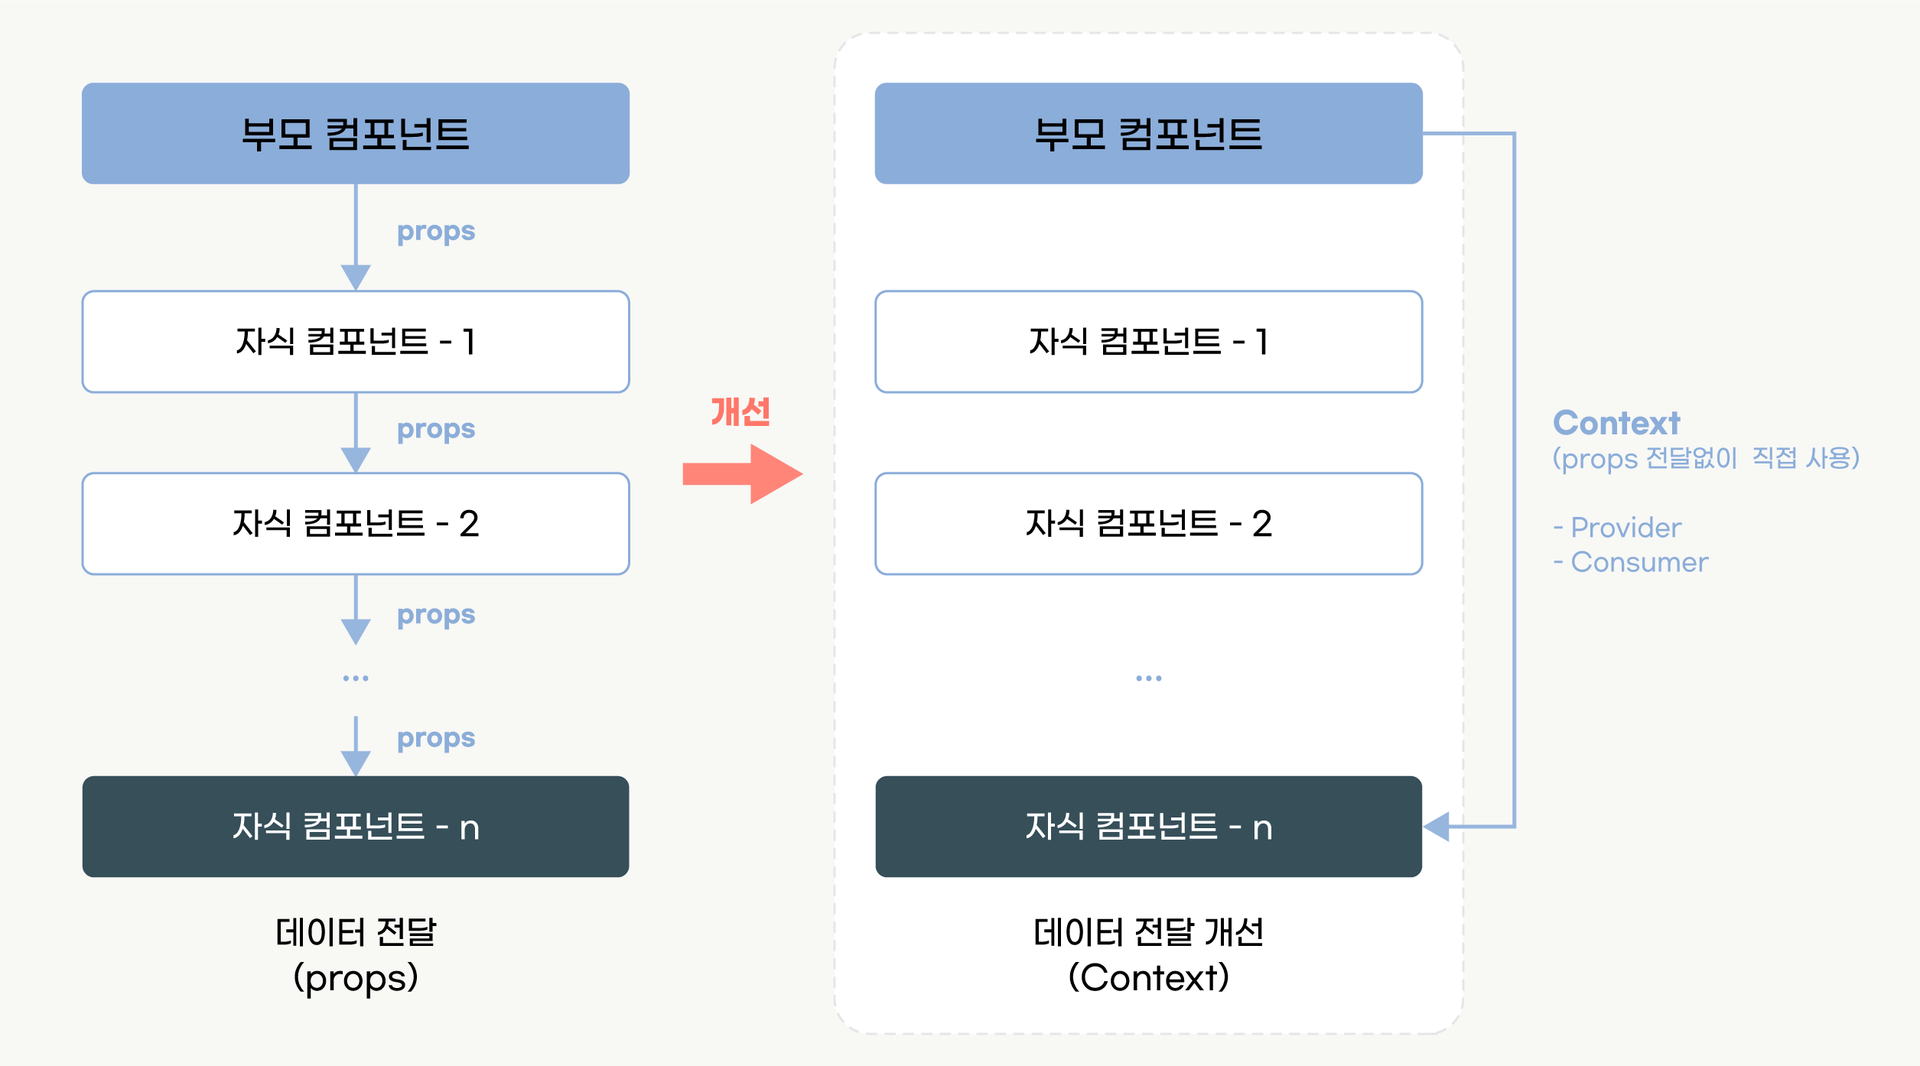 부모 컴포넌트
props
자식 컴포넌트 - 1
props
자식 컴포넌트 - 2
props
...
props
자식 컴포넌트 - n
데이터 전달
(props)
개선
부모 컴포넌트
자식 컴포넌트 - 1
자식 컴포넌트 - 2
...
자식 컴포넌트 - n
데이터 전달 개선
(Context)
Context
(props 전달없이 직접 사용)
- Provider
- Consumer